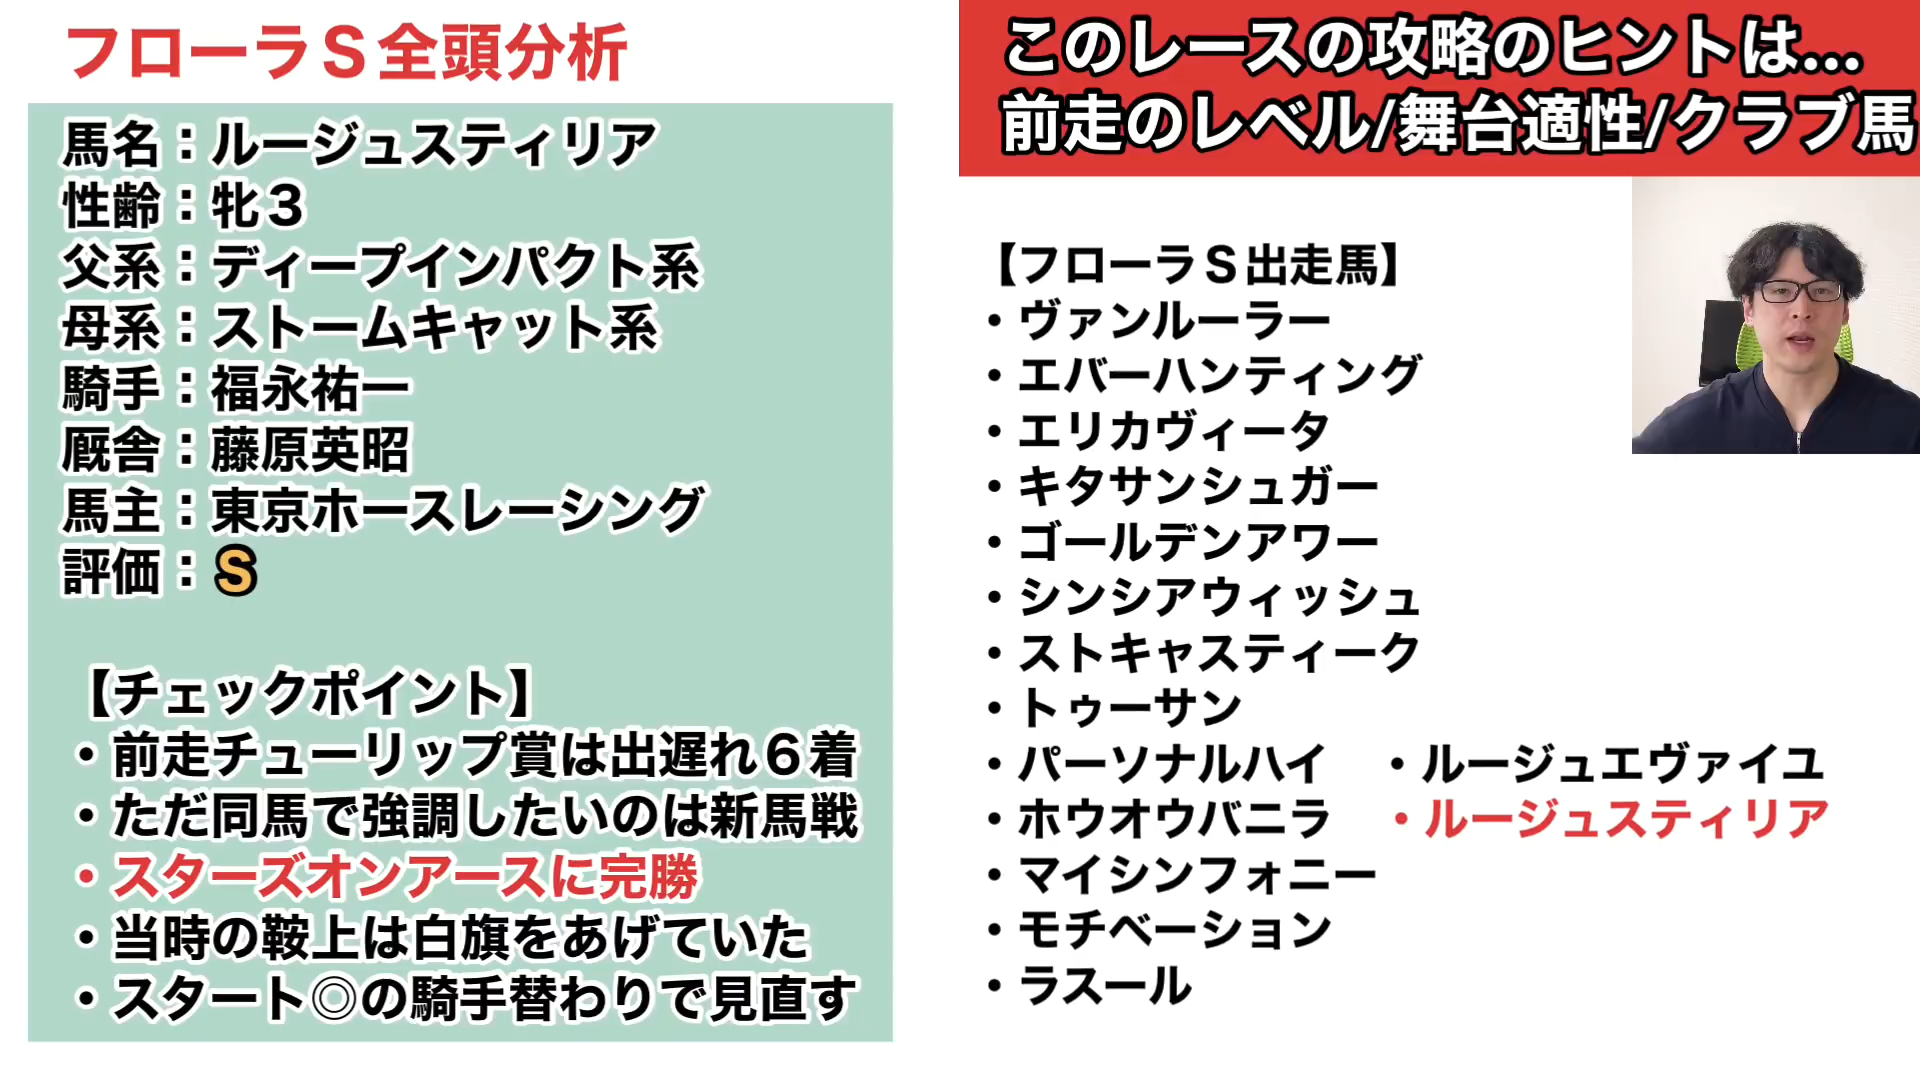 フローラＳ全頭分析
馬名：ルージュスティリア
性齢：牝３
父系：ディープインパクト系
母系：ストームキャット系
騎手：福永祐一
厩舎：藤原英昭
馬主：東京ホースレーシング
評価：S
【チェックポイント】
・前走チューリップ賞は出遅れ６着
・ただ同馬で強調したいのは新馬戦
・スターズオンアースに完勝
・当時の鞍上は白旗をあげていた
・スタート◎の騎手替わりで見直す
このレースの攻略のヒントは…
前走のレベル/舞台適性/クラブ馬
【フローラＳ出走馬】
・ヴァンルーラー
・エバーハンティング
・エリカヴィータ
・キタサンシュガー
・ゴールデンアワー
・シンシアウィッシュ
・ストキャスティーク
・トゥーサン
・パーソナルハイ ・ルージュエヴァイユ
・ホウオウバニラ ・ルージュスティリア
・マイシンフォニー
・モチベーション
・ラスール